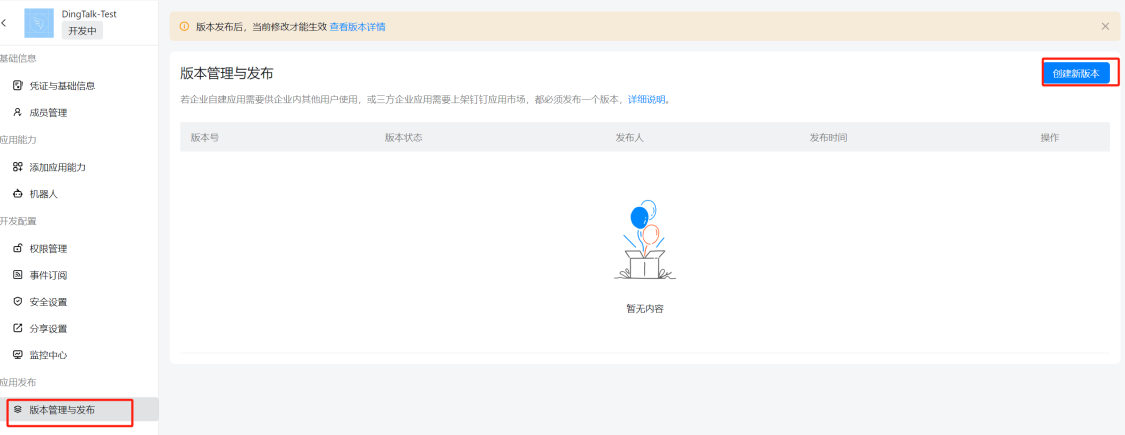 DingTalk-Test
开发中
基础信息
凭证与基础信息
成员管理
应用能力
添加应用能力
机器人
开发配置
权限管理
事件订阅
安全设置
分享设置
监控中心
应用发布
版本管理与发布
版本发布后，当前修改才能生效 查看版本详情
版本管理与发布
创建新版本
若企业自建应用需要供企业内其他用户使用，或三方企业应用需要上架钉钉应用市场，都必须发布一个版本，详细说明。
版本号 版本状态 发布人 发布时间 操作
暂无内容